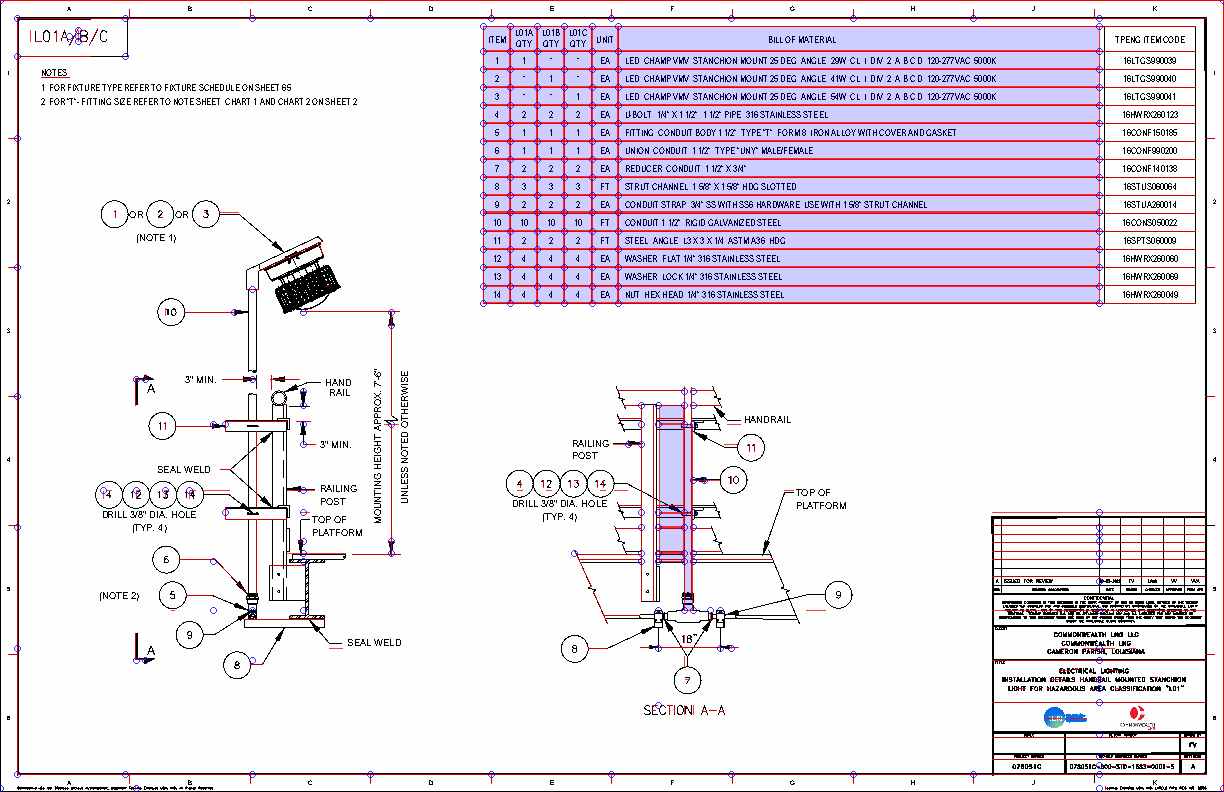 A B C D E F G H J K
IL01A/B/C
NOTES
1 FOR FIXTURE TYPE REFER TO FIXTURE SCHEDULE ON SHEET 65
2 FOR "T" - FITTING SIZE REFER TO NOTE SHEET CHART 1 AND CHART 2 ON SHEET 2
ITEM L01A QTY L01B QTY L01C QTY UNIT BILL OF MATERIAL TPENG ITEM CODE
1 1 - - EA LED CHAMP VMV STANCHION MOUNT 25 DEG ANGLE 29W CL I DIV 2 A B C D 120-277VAC 5000K 16LTGS990039
2 - 1 - EA LED CHAMP VMV STANCHION MOUNT 25 DEG ANGLE 41W CL I DIV 2 A B C D 120-277VAC 5000K 16LTGS990040
3 - - 1 EA LED CHAMP VMV STANCHION MOUNT 25 DEG ANGLE 54W CL I DIV 2 A B C D 120-277VAC 5000K 16LTGS990041
4 2 2 2 EA U-BOLT 1/4" X 1 1/2" 1 1/2" PIPE 316 STAINLESS STEEL 16HWRX260123
5 1 1 1 EA FITTING CONDUIT BODY 1 1/2" TYPE "T" FORM 8 IRON ALLOY WITH COVER AND GASKET 16CONF150185
6 1 1 1 EA UNION CONDUIT 1 1/2" TYPE "UNY" MALE/FEMALE 16CONF990200
7 2 2 2 EA REDUCER CONDUIT 1 1/2" X 3/4" 16CONF140138
8 3 3 3 FT STRUT CHANNEL 1 5/8" X 1 5/8" HDG SLOTTED 16STUS060064
9 2 2 2 EA CONDUIT STRAP 3/4" SS WITH SS6 HARDWARE USE WITH 1 5/8" STRUT CHANNEL 16STUA260014
10 10 10 10 FT CONDUIT 1 1/2" RIGID GALVANIZED STEEL 16CONS050022
11 2 2 2 FT STEEL ANGLE L3 X 3 X 1/4 ASTM A36 HDG 16SPTS060009
12 4 4 4 EA WASHER FLAT 1/4" 316 STAINLESS STEEL 16HWRX260060
13 4 4 4 EA WASHER LOCK 1/4" 316 STAINLESS STEEL 16HWRX260069
14 4 4 4 EA NUT HEX HEAD 1/4" 316 STAINLESS STEEL 16HWRX260049
1 OR 2 OR 3
(NOTE 1)
10
3" MIN.
HAND
RAIL
A
11
3" MIN.
MOUNTING HEIGHT APPROX. 7'-6"
UNLESS NOTED OTHERWISE
SEAL WELD
14 12 13 14
RAILING
POST
DRILL 3/8" DIA. HOLE
(TYP. 4)
TOP OF
PLATFORM
6
(NOTE 2)
5
9
A
8
SEAL WELD
HANDRAIL
RAILING
POST
11
10
4 12 13 14
DRILL 3/8" DIA. HOLE
(TYP. 4)
TOP OF
PLATFORM
9
8
18"
7
SECTION A-A
A ISSUED FOR REVIEW
CONFIDENTIAL
COMMONWEALTH LNG LLC
COMMONWEALTH LNG
CAMERON PARISH, LOUISIANA
TITLE
ELECTRICAL LIGHTING
INSTALLATION DETAILS HANDRAIL MOUNTED STANCHION
LIGHT FOR HAZARDOUS AREA CLASSIFICATION "L01"
COMMONWEALTH
FV
078051C 078051C-000-STD-1683-0001-5 A
A B C D E F G H J K